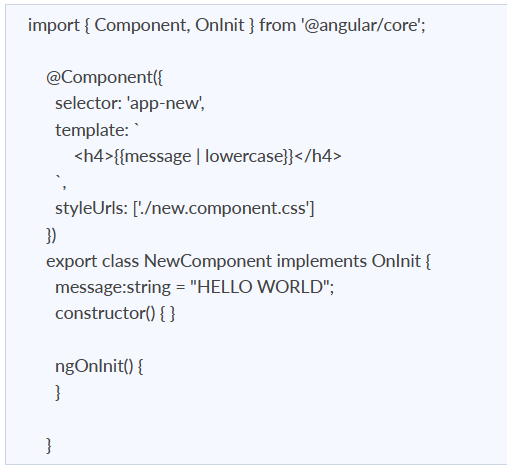 import { Component, OnInit } from '@angular/core';
@Component({
selector: 'app-new',
template: `
<h4>{{message | lowercase}}</h4>
`,
styleUrls: ['./new.component.css']
})
export class NewComponent implements OnInit {
message:string = "HELLO WORLD";
constructor() { }
ngOnInit() {
}
}